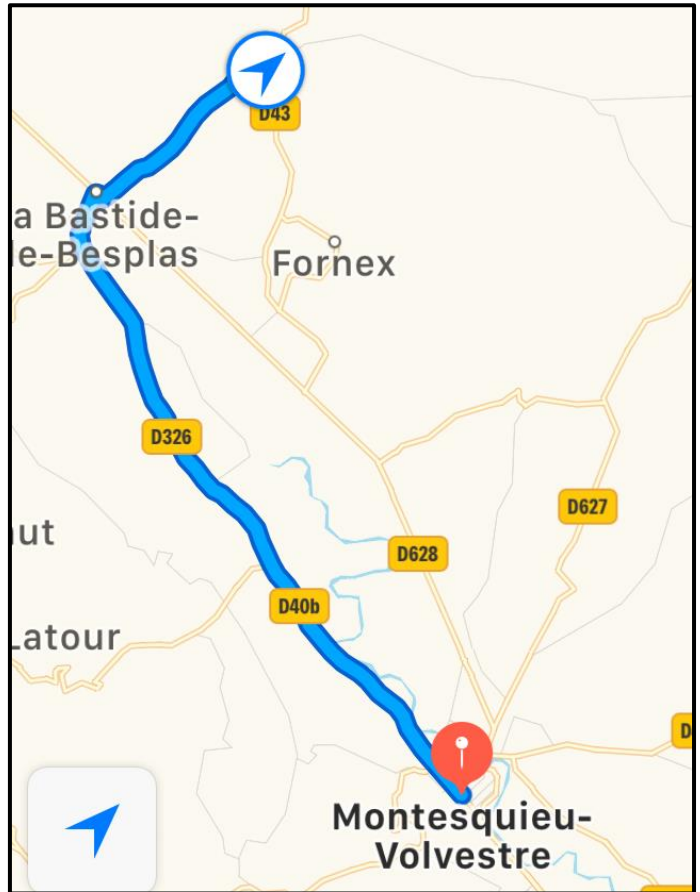 D43
a Bastide-
le-Besplas
Fornex
D326
D627
ut
D628
D40b
Latour
D
Montesquieu-
Volvestre